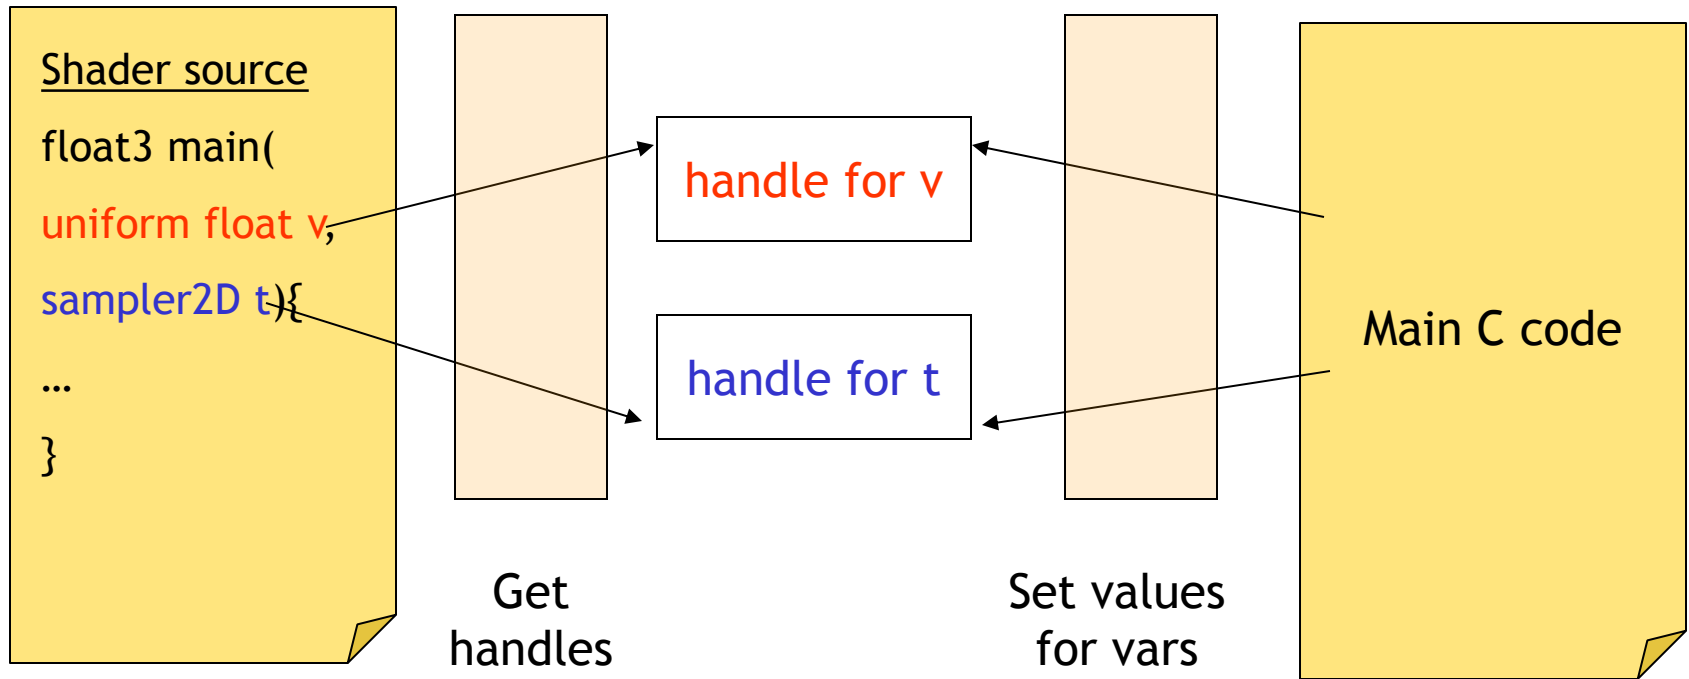 Shader source
float3 main(
uniform float v,
sampler2D t){
…
}
Get
handles
handle for v
handle for t
Set values
for vars
Main C code